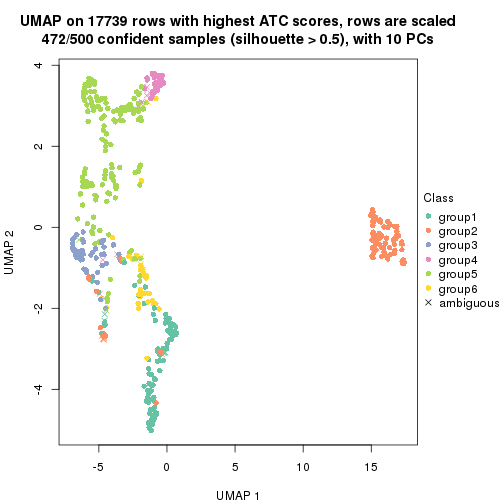 UMAP on 17739 rows with highest ATC scores, rows are scaled
472/500 confident samples (silhouette > 0.5), with 10 PCs
4
2
0
-2
-4
UMAP 2
-5
0
5
10
15
UMAP 1
Class
group1
group2
group3
group4
group5
group6
ambiguous